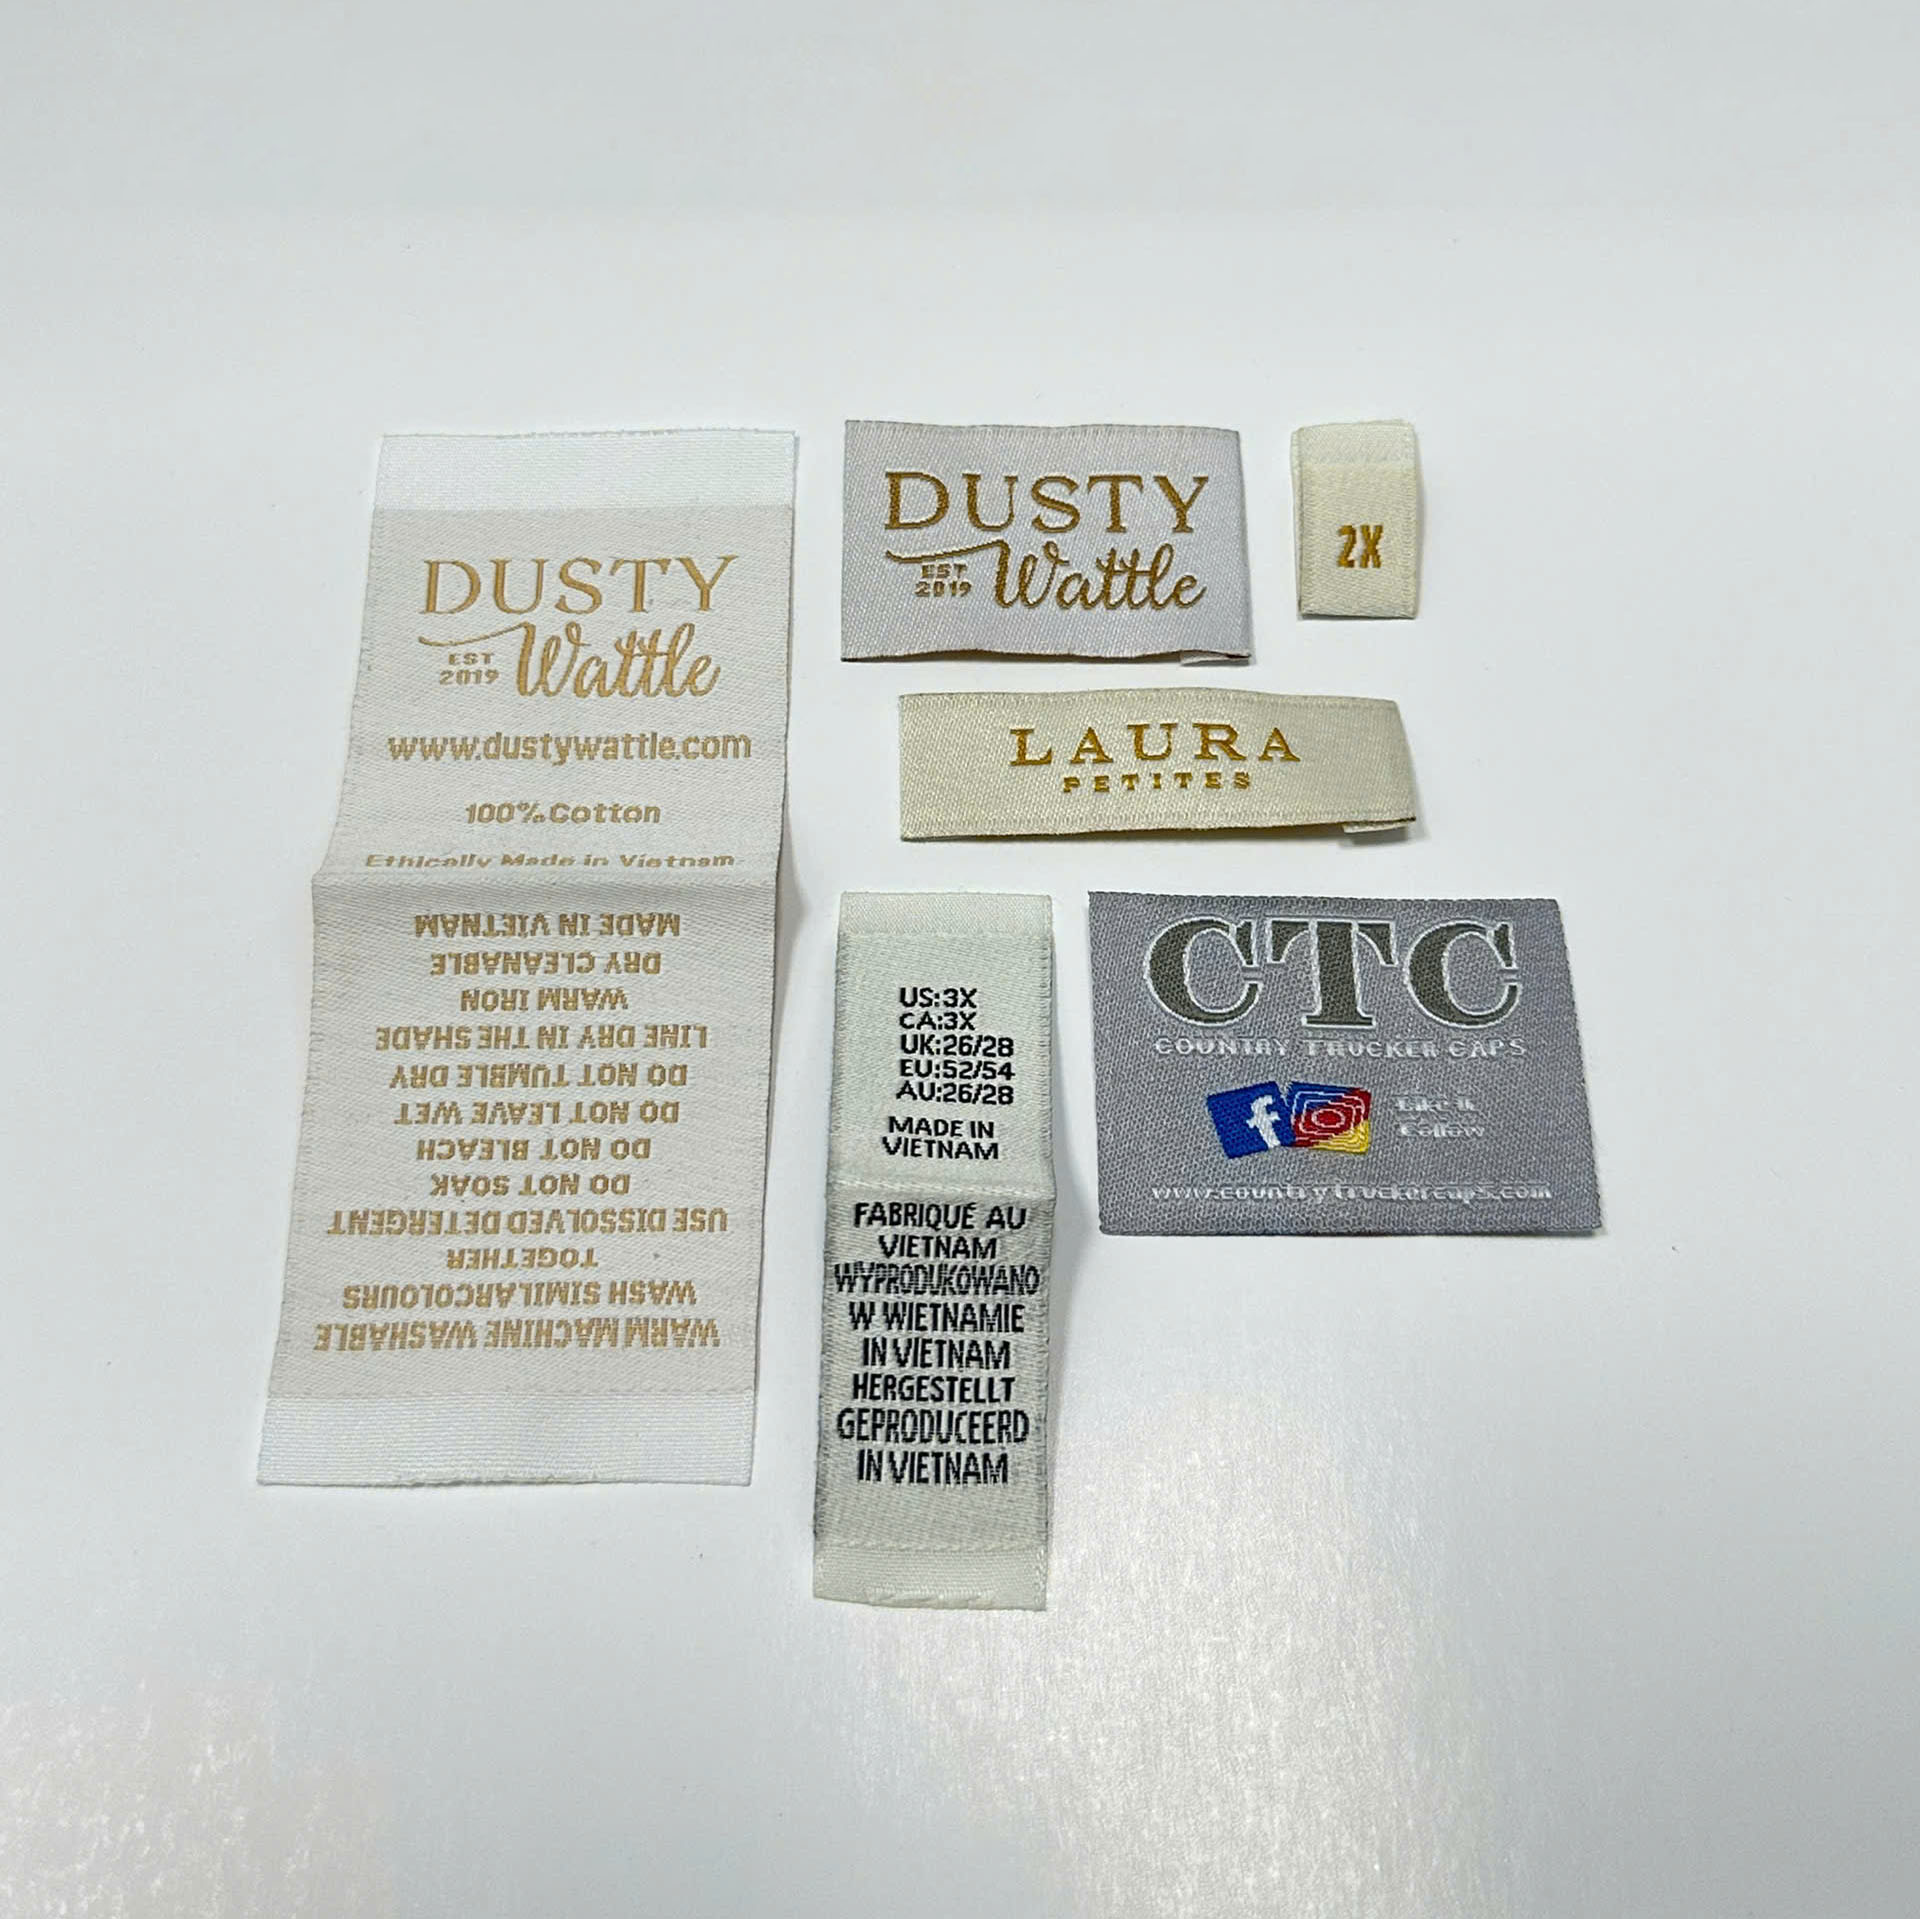 DUSTY
EST
2019
Wattle
www.dustywattle.com
100% Cotton
Ethically Made in Vietnam
WARM MACHINE WASHABLE
WASH SIMILARCOLOURS
TOGETHER
USE DISSOLVED DETERGENT
DO NOT SOAK
DO NOT BLEACH
DO NOT LEAVE WET
DO NOT TUMBLE DRY
LINE DRY IN THE SHADE
WARM IRON
DRY CLEANABLE
MADE IN VIETNAM
DUSTY
EST
2019
Wattle
2X
LAURA
PETITES
US:3X
CA:3X
UK:26/28
EU:52/54
AU:26/28
MADE IN
VIETNAM
FABRIQUÉ AU
VIETNAM
WYPRODUKOWANO
W WIETNAMIE
IN VIETNAM
HERGESTELLT
GEPRODUCEERD
IN VIETNAM
CTC
COUNTRY TRUCKER CAPS
f
Like &
Follow
www.countrytruckercaps.com